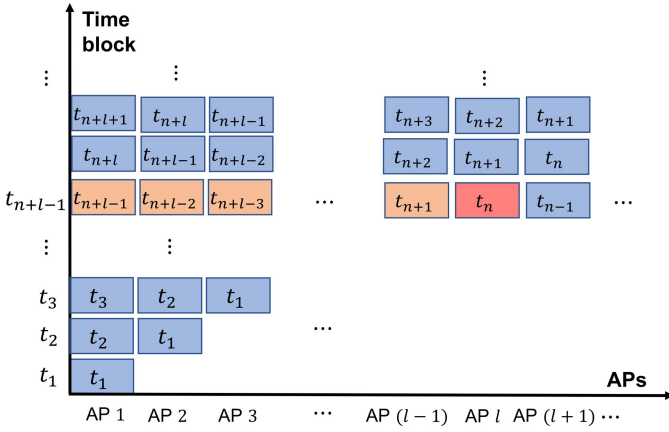 Time
block
⋮ ⋮ ⋮
t_{n+l+1} t_{n+l} t_{n+l-1} t_{n+3} t_{n+2} t_{n+1}
t_{n+l} t_{n+l-1} t_{n+l-2} t_{n+2} t_{n+1} t_n
t_{n+l-1} t_{n+l-1} t_{n+l-2} t_{n+l-3} ... t_{n+1} t_n t_{n-1} ...
⋮ ⋮
t_3 t_3 t_2 t_1
t_2 t_2 t_1 ...
t_1 t_1
APs
AP 1 AP 2 AP 3 ... AP (l − 1) AP l AP (l + 1) ...